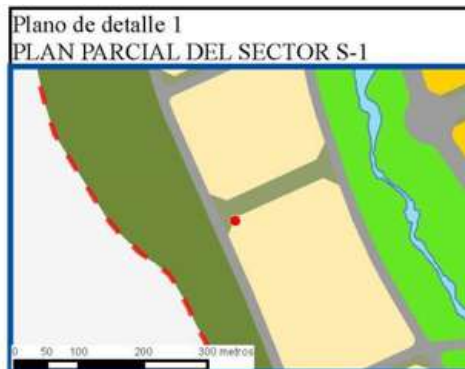 Plano de detalle 1
PLAN PARCIAL DEL SECTOR S-1
0 50 100 200 300 metros